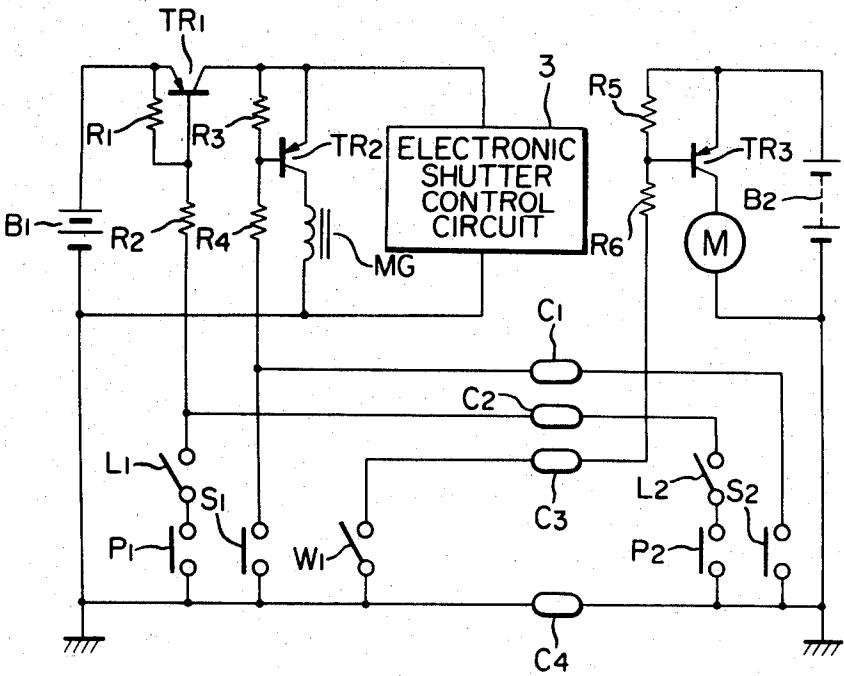 TR1
3
R1
R3
TR2
ELECTRONIC
SHUTTER
CONTROL
CIRCUIT
R5
TR3
B1
R2
R4
MG
R6
M
B2
C1
C2
L1
S1
C3
L2
S2
P1
W1
P2
C4